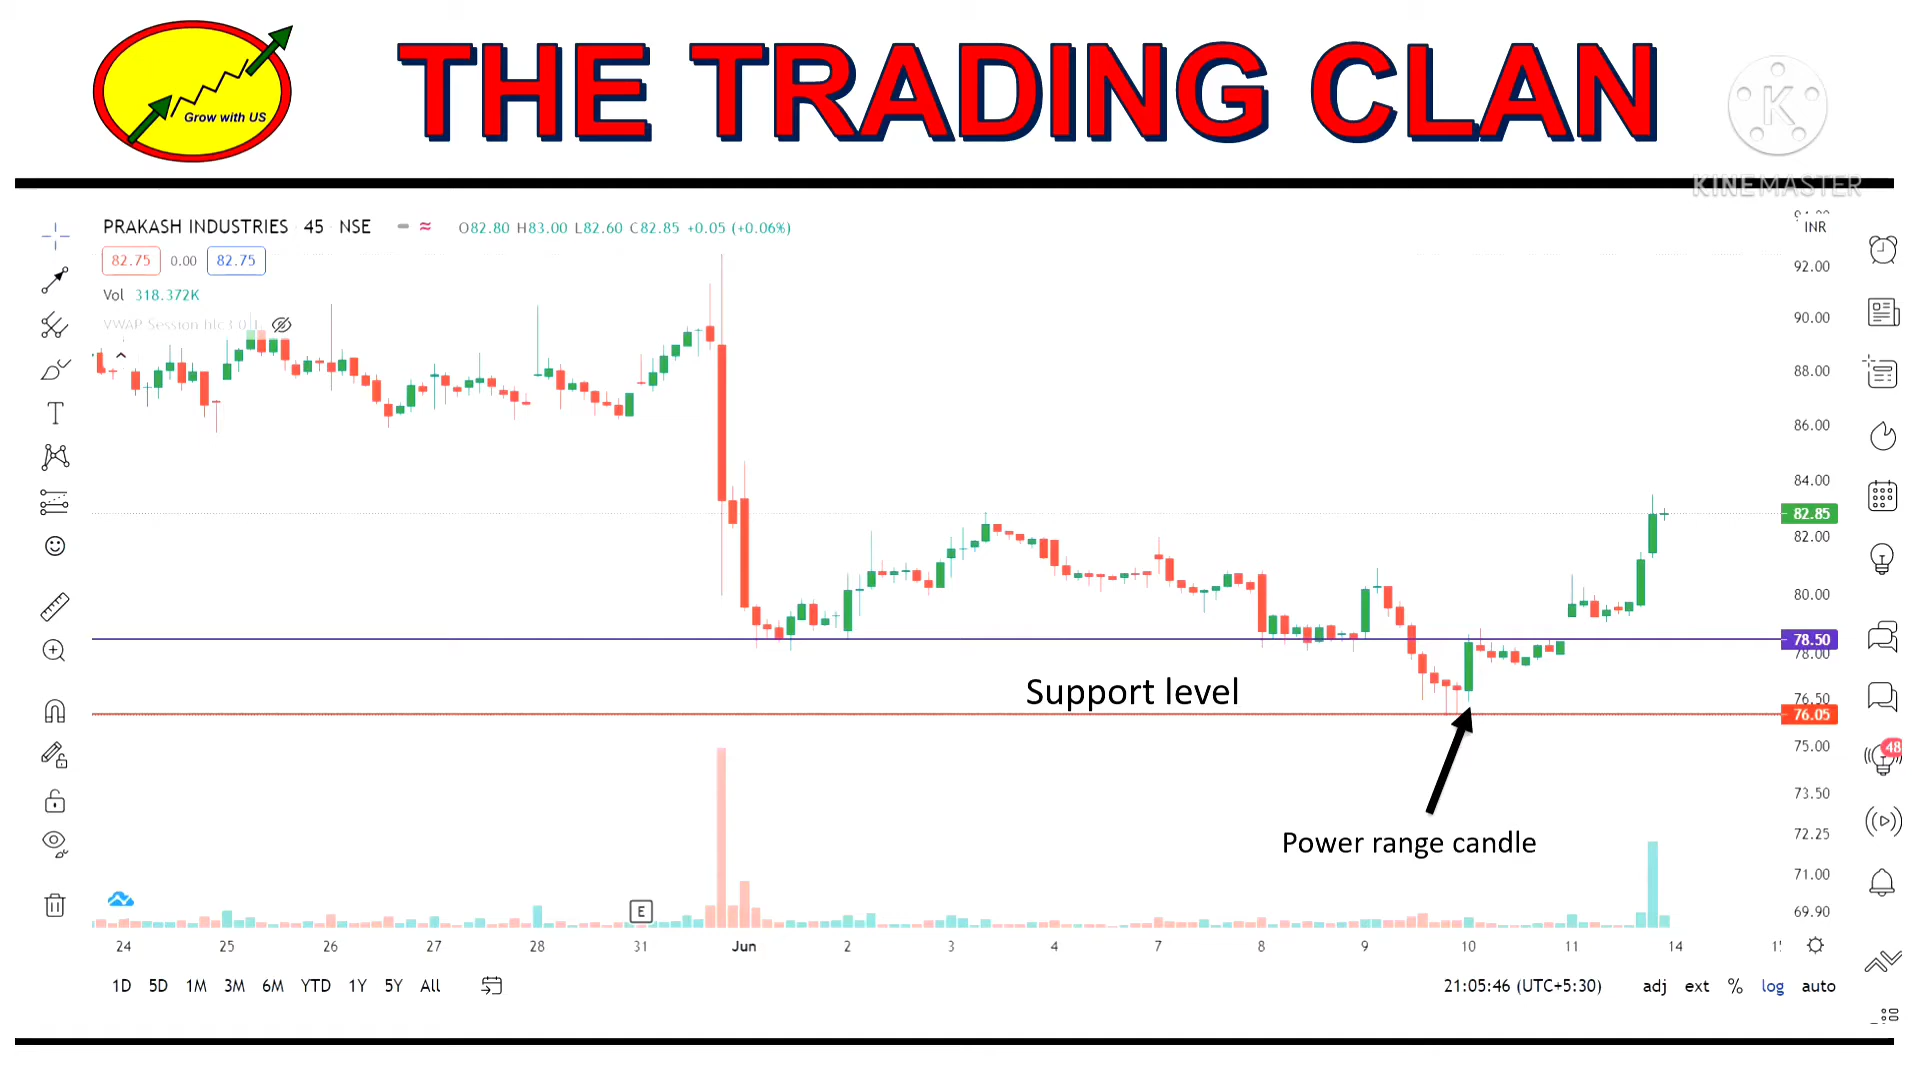 THE TRADING CLAN
Grow with US
K
KINEMASTER
PRAKASH INDUSTRIES 45 NSE
O82.80 H83.00 L82.60 C82.85 +0.05 (+0.06%)
INR
82.75 0.00 82.75
Vol 318.372K
VWAP Session
92.00
90.00
88.00
86.00
84.00
82.85
82.00
80.00
78.50
78.00
76.50
76.05
75.00
73.50
72.25
71.00
69.90
Support level
Power range candle
48
E
24 25 26 27 28 31 Jun 2 3 4 7 8 9 10 11 14
1D 5D 1M 3M 6M YTD 1Y 5Y All
21:05:46 (UTC+5:30) adj ext % log auto